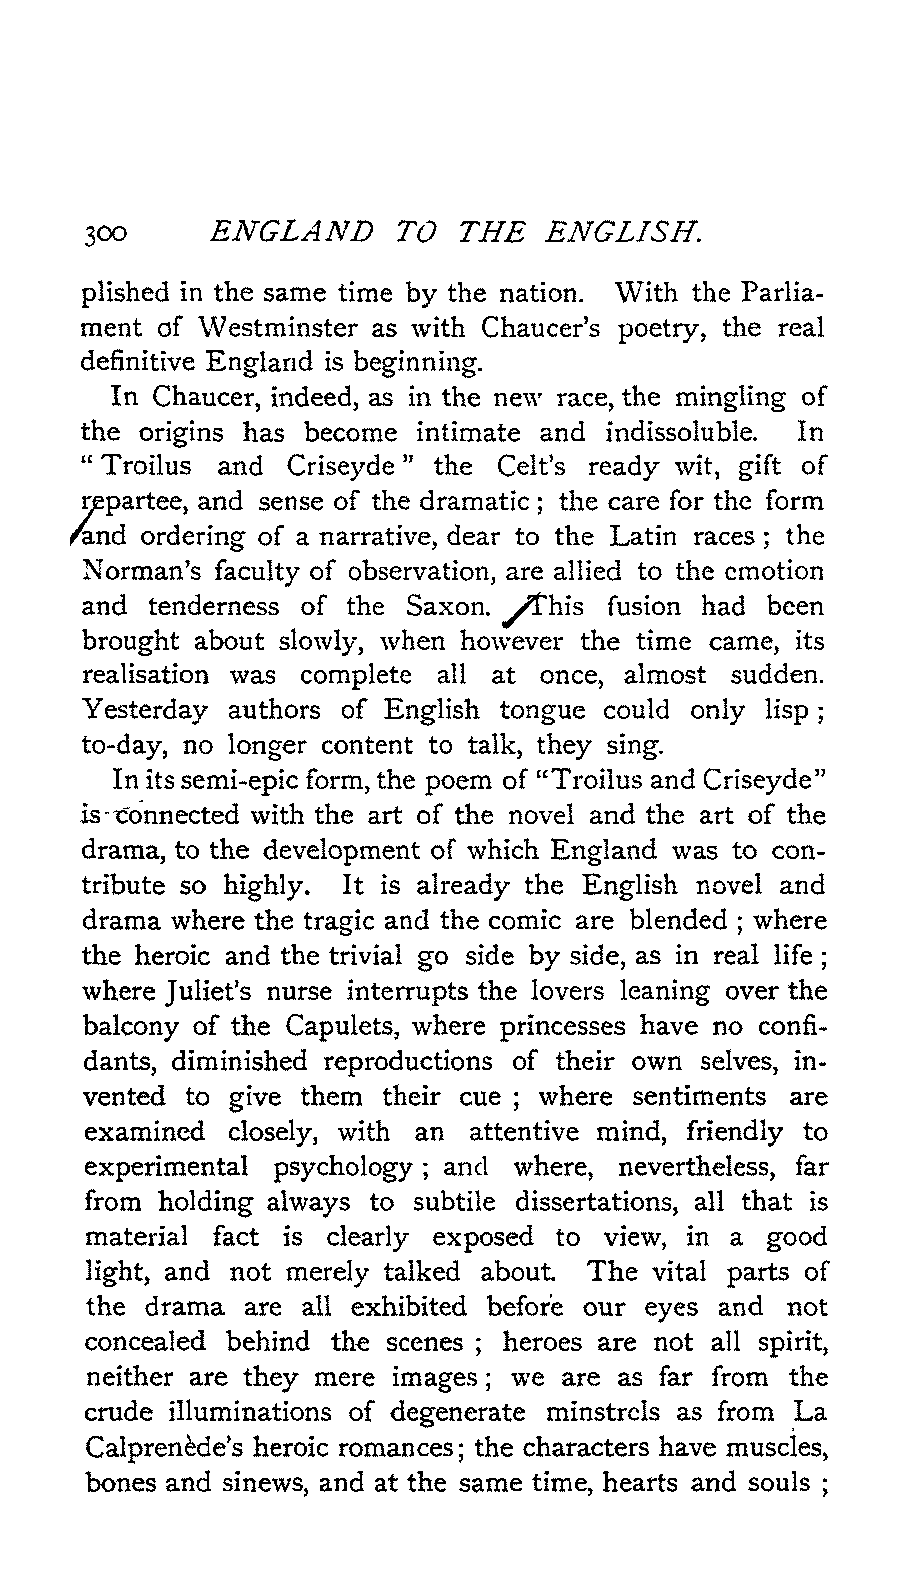 300 ENGLAND TO THE ENGLISH.
plished in the same time by the nation. With the Parlia-
ment of Westminster as with Chaucer's poetry, the real
definitive England is beginning.
In Chaucer, indeed, as in the new race, the mingling of
the origins has become intimate and indissoluble. In
"Troilus and Criseyde" the Celt's ready wit, gift of
repartee, and sense of the dramatic; the care for the form
and ordering of a narrative, dear to the Latin races; the
Norman's faculty of observation, are allied to the emotion
and tenderness of the Saxon. This fusion had been
brought about slowly, when however the time came, its
realisation was complete all at once, almost sudden.
Yesterday authors of English tongue could only lisp;
to-day, no longer content to talk, they sing.
In its semi-epic form, the poem of "Troilus and Criseyde"
is connected with the art of the novel and the art of the
drama, to the development of which England was to con-
tribute so highly. It is already the English novel and
drama where the tragic and the comic are blended; where
the heroic and the trivial go side by side, as in real life;
where Juliet's nurse interrupts the lovers leaning over the
balcony of the Capulets, where princesses have no confi-
dants, diminished reproductions of their own selves, in-
vented to give them their cue; where sentiments are
examined closely, with an attentive mind, friendly to
experimental psychology; and where, nevertheless, far
from holding always to subtile dissertations, all that is
material fact is clearly exposed to view, in a good
light, and not merely talked about. The vital parts of
the drama are all exhibited before our eyes and not
concealed behind the scenes; heroes are not all spirit,
neither are they mere images; we are as far from the
crude illuminations of degenerate minstrels as from La
Calprenède's heroic romances; the characters have muscles,
bones and sinews, and at the same time, hearts and souls;